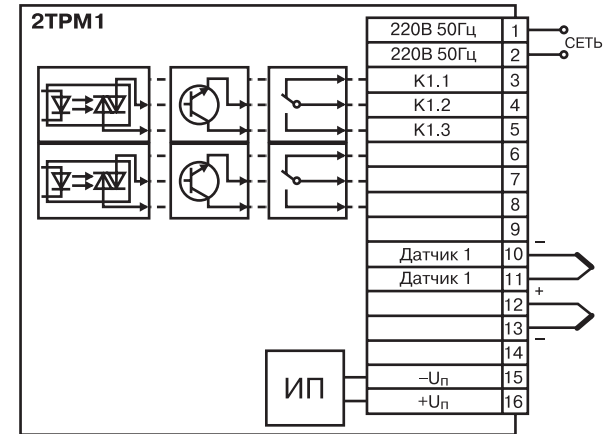 2ТРМ1
220В 50Гц 1
СЕТЬ
220В 50Гц 2
К1.1 3
К1.2 4
К1.3 5
6
7
8
9
−
Датчик 1 10
Датчик 1 11
+
12
13
−
14
ИП
−Uп 15
+Uп 16